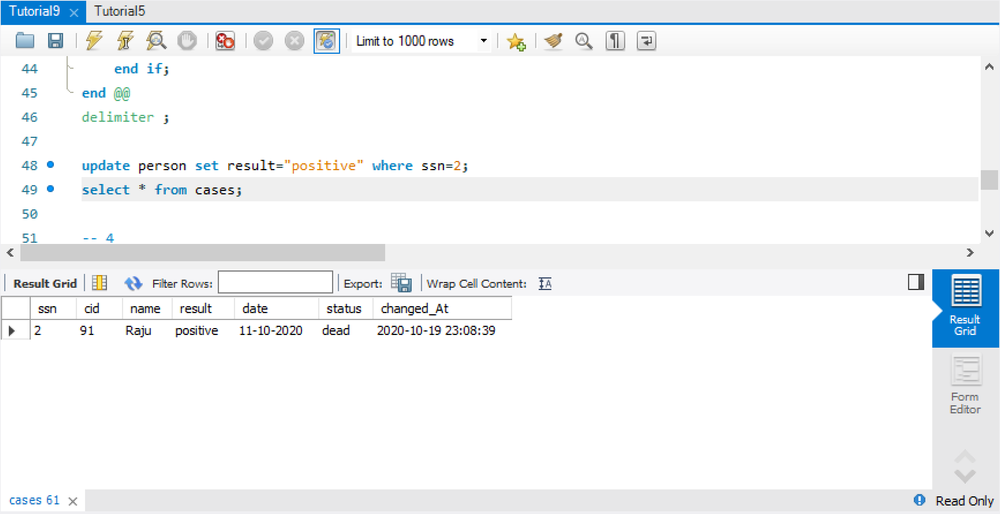 Tutorial9 Tutorial5
Limit to 1000 rows
44 end if;
45 end @@
46 delimiter ;
47
48 update person set result="positive" where ssn=2;
49 select * from cases;
50
51 -- 4
Result Grid Filter Rows: Export: Wrap Cell Content:
ssn cid name result date status changed_At
2 91 Raju positive 11-10-2020 dead 2020-10-19 23:08:39
Result
Grid
Form
Editor
cases 61 Read Only